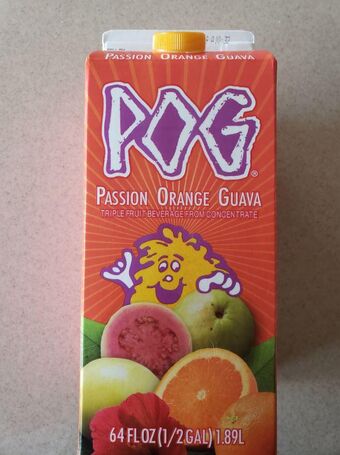 PASSION ORANGE GUAVA
POG®
PASSION ORANGE GUAVA
TRIPLE FRUIT BEVERAGE FROM CONCENTRATE
64 FL OZ (1/2 GAL) 1.89L